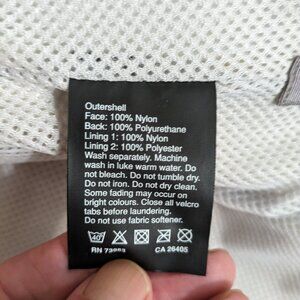 Outershell
Face: 100% Nylon
Back: 100% Polyurethane
Lining 1: 100% Nylon
Lining 2: 100% Polyester
Wash separately. Machine
wash in luke warm water. Do
not bleach. Do not tumble dry.
Do not iron. Do not dry clean.
Some fading may occur on
bright colours. Close all velcro
tabs before laundering.
Do not use fabric softener.
40°
RN 73953 CA 26405